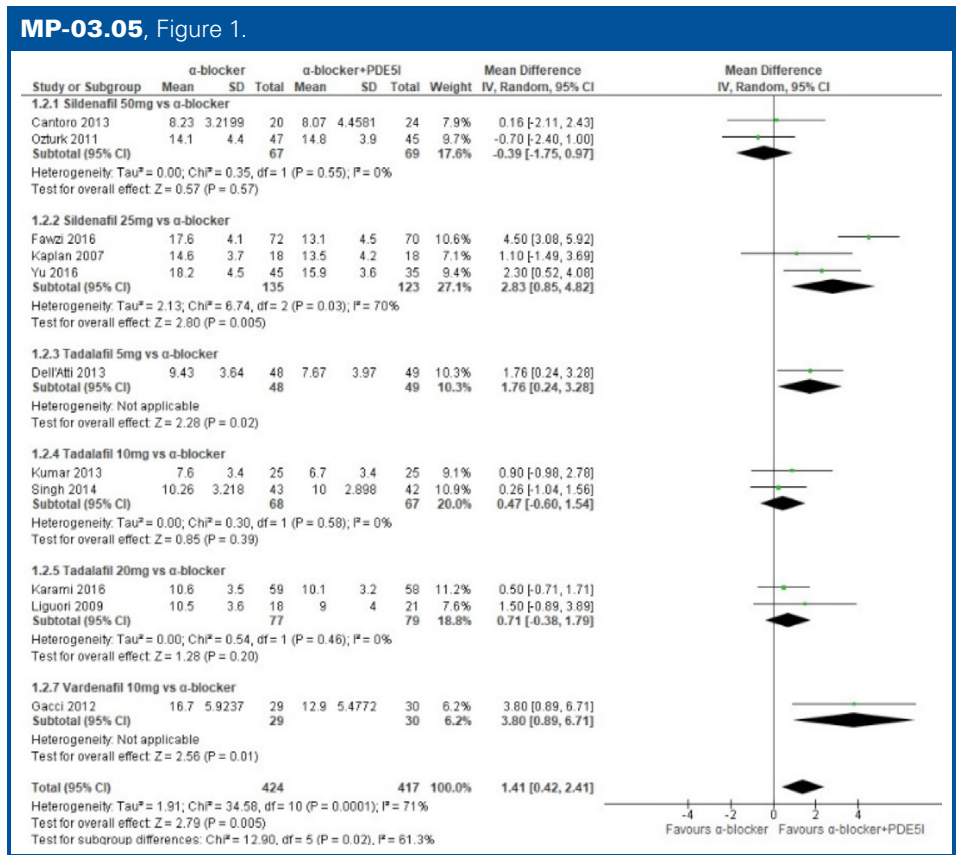 MP-03.05, Figure 1.
α-blocker α-blocker+PDE5I Mean Difference Mean Difference
Study or Subgroup Mean SD Total Mean SD Total Weight IV, Random, 95% CI IV, Random, 95% CI
1.2.1 Sildenafil 50mg vs α-blocker
Cantoro 2013 8.23 3.2199 20 8.07 4.4581 24 7.9% 0.16 [-2.11, 2.43]
Ozturk 2011 14.1 4.4 47 14.8 3.9 45 9.7% -0.70 [-2.40, 1.00]
Subtotal (95% CI) 67 69 17.6% -0.39 [-1.75, 0.97]
Heterogeneity: Tau² = 0.00; Chi² = 0.35, df = 1 (P = 0.55); I² = 0%
Test for overall effect: Z = 0.57 (P = 0.57)
1.2.2 Sildenafil 25mg vs α-blocker
Fawzi 2016 17.6 4.1 72 13.1 4.5 70 10.6% 4.50 [3.08, 5.92]
Kaplan 2007 14.6 3.7 18 13.5 4.2 18 7.1% 1.10 [-1.49, 3.69]
Yu 2016 18.2 4.5 45 15.9 3.6 35 9.4% 2.30 [0.52, 4.08]
Subtotal (95% CI) 135 123 27.1% 2.83 [0.85, 4.82]
Heterogeneity: Tau² = 2.13; Chi² = 6.74, df = 2 (P = 0.03); I² = 70%
Test for overall effect: Z = 2.80 (P = 0.005)
1.2.3 Tadalafil 5mg vs α-blocker
Dell'Atti 2013 9.43 3.64 48 7.67 3.97 49 10.3% 1.76 [0.24, 3.28]
Subtotal (95% CI) 48 49 10.3% 1.76 [0.24, 3.28]
Heterogeneity: Not applicable
Test for overall effect: Z = 2.28 (P = 0.02)
1.2.4 Tadalafil 10mg vs α-blocker
Kumar 2013 7.6 3.4 25 6.7 3.4 25 9.1% 0.90 [-0.98, 2.78]
Singh 2014 10.26 3.218 43 10 2.898 42 10.9% 0.26 [-1.04, 1.56]
Subtotal (95% CI) 68 67 20.0% 0.47 [-0.60, 1.54]
Heterogeneity: Tau² = 0.00; Chi² = 0.30, df = 1 (P = 0.58); I² = 0%
Test for overall effect: Z = 0.85 (P = 0.39)
1.2.5 Tadalafil 20mg vs α-blocker
Karami 2016 10.6 3.5 59 10.1 3.2 58 11.2% 0.50 [-0.71, 1.71]
Liguori 2009 10.5 3.6 18 9 4 21 7.6% 1.50 [-0.89, 3.89]
Subtotal (95% CI) 77 79 18.8% 0.71 [-0.38, 1.79]
Heterogeneity: Tau² = 0.00; Chi² = 0.54, df = 1 (P = 0.46); I² = 0%
Test for overall effect: Z = 1.28 (P = 0.20)
1.2.7 Vardenafil 10mg vs α-blocker
Gacci 2012 16.7 5.9237 29 12.9 5.4772 30 6.2% 3.80 [0.89, 6.71]
Subtotal (95% CI) 29 30 6.2% 3.80 [0.89, 6.71]
Heterogeneity: Not applicable
Test for overall effect: Z = 2.56 (P = 0.01)
Total (95% CI) 424 417 100.0% 1.41 [0.42, 2.41]
Heterogeneity: Tau² = 1.91; Chi² = 34.58, df = 10 (P = 0.0001); I² = 71%
Test for overall effect: Z = 2.79 (P = 0.005)
Test for subgroup differences: Chi² = 12.90, df = 5 (P = 0.02), I² = 61.3%
-4 -2 0 2 4
Favours α-blocker Favours α-blocker+PDE5I